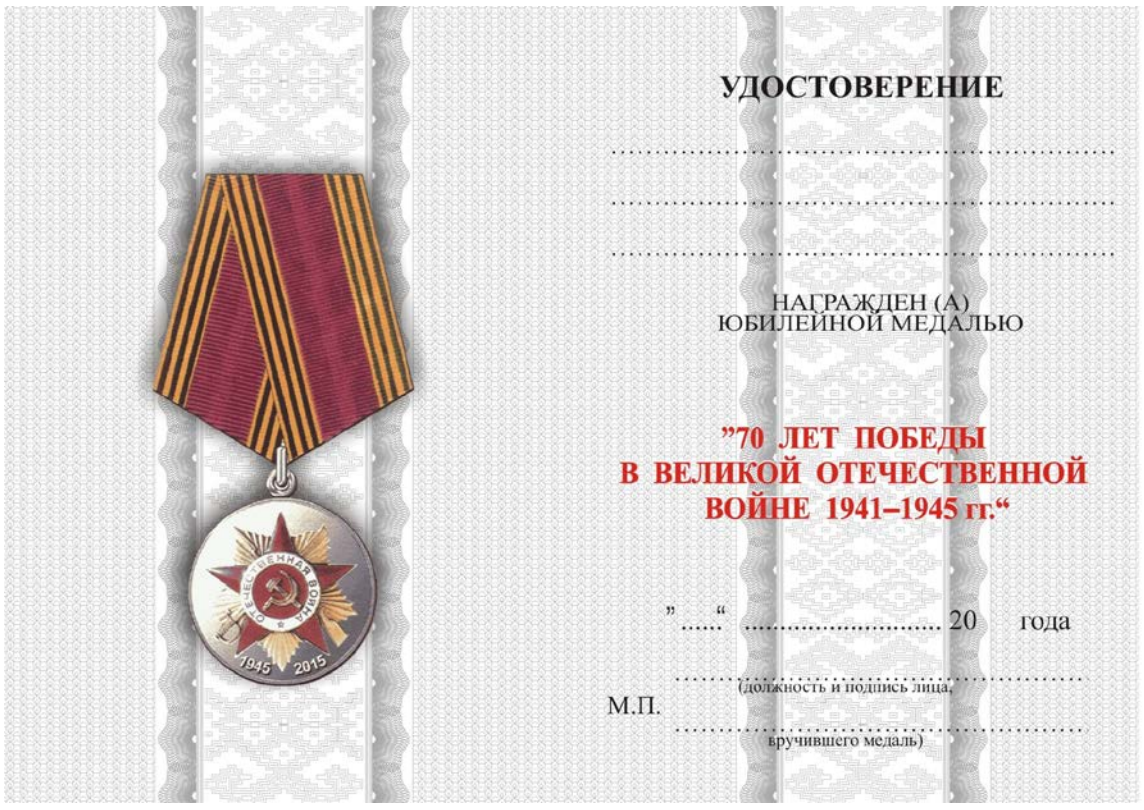 ОТЕЧЕСТВЕННАЯ ВОЙНА
1945 2015
УДОСТОВЕРЕНИЕ
НАГРАЖДЕН (А)
ЮБИЛЕЙНОЙ МЕДАЛЬЮ
"70 ЛЕТ ПОБЕДЫ
В ВЕЛИКОЙ ОТЕЧЕСТВЕННОЙ
ВОЙНЕ 1941–1945 гг.“
" ......“ ............................ 20 года
(должность и подпись лица,
М.П.
вручившего медаль)